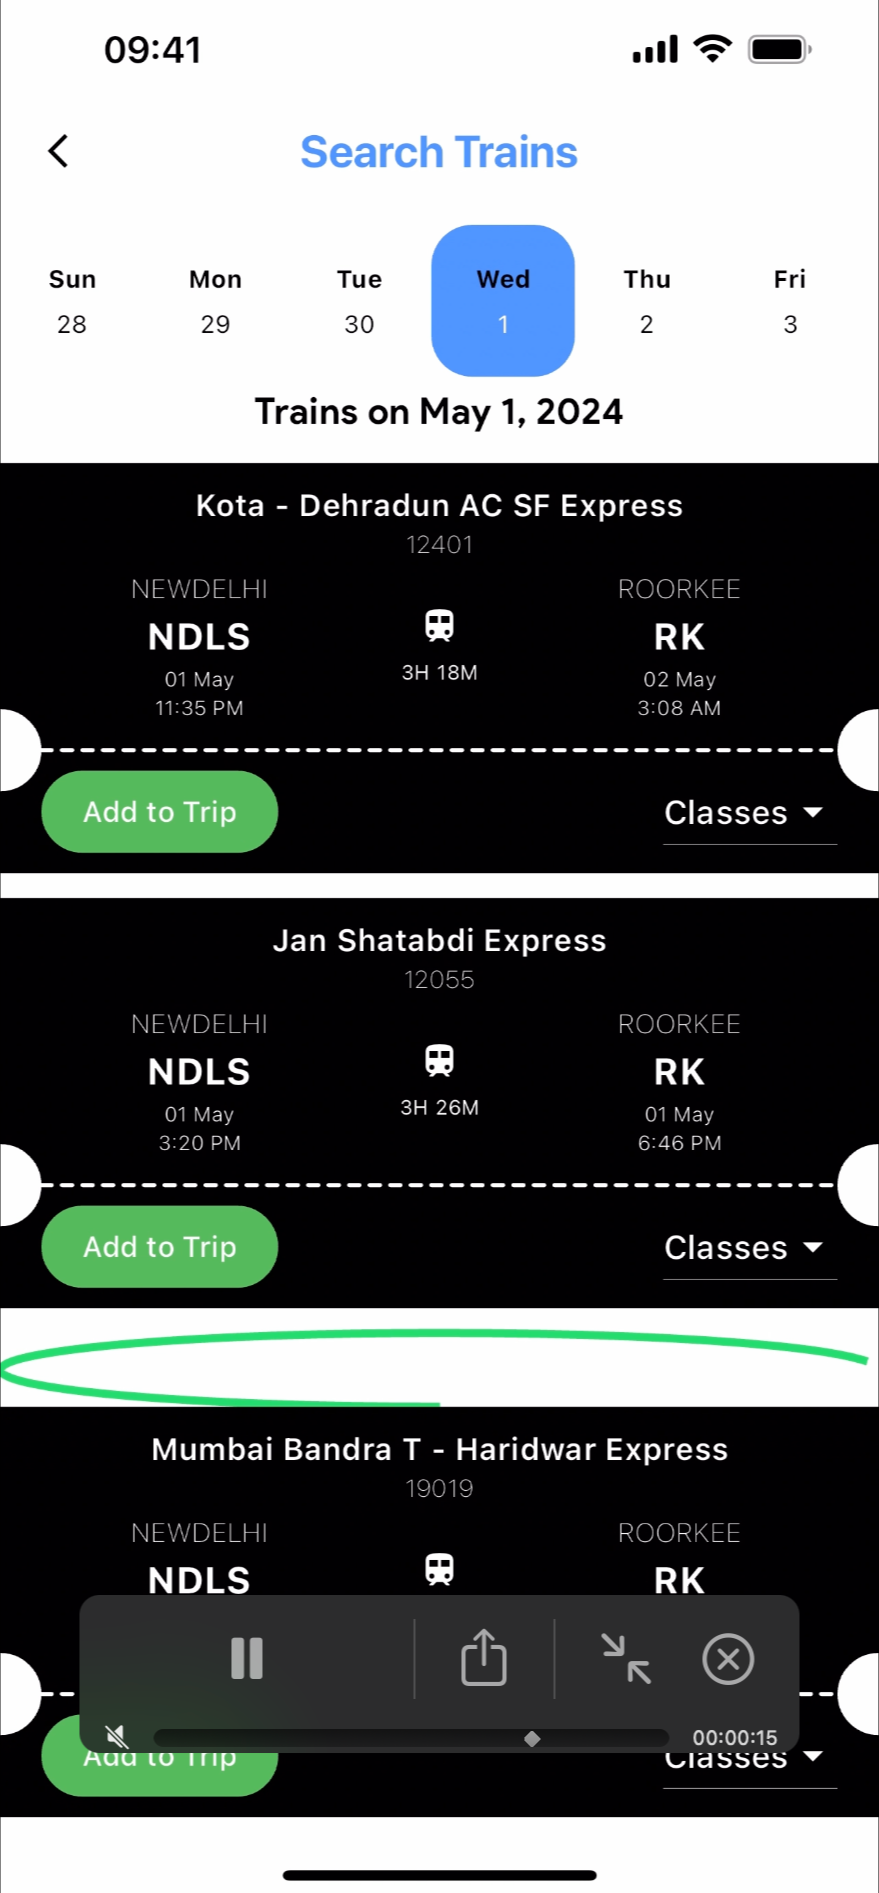 09:41
Search Trains
Sun Mon Tue Wed Thu Fri
28 29 30 1 2 3
Trains on May 1, 2024
Kota - Dehradun AC SF Express
12401
NEWDELHI ROORKEE
NDLS RK
3H 18M
01 May 02 May
11:35 PM 3:08 AM
Add to Trip Classes
Jan Shatabdi Express
12055
NEWDELHI ROORKEE
NDLS RK
3H 26M
01 May 01 May
3:20 PM 6:46 PM
Add to Trip Classes
Mumbai Bandra T - Haridwar Express
19019
NEWDELHI ROORKEE
NDLS RK
00:00:15
Add to Trip Classes